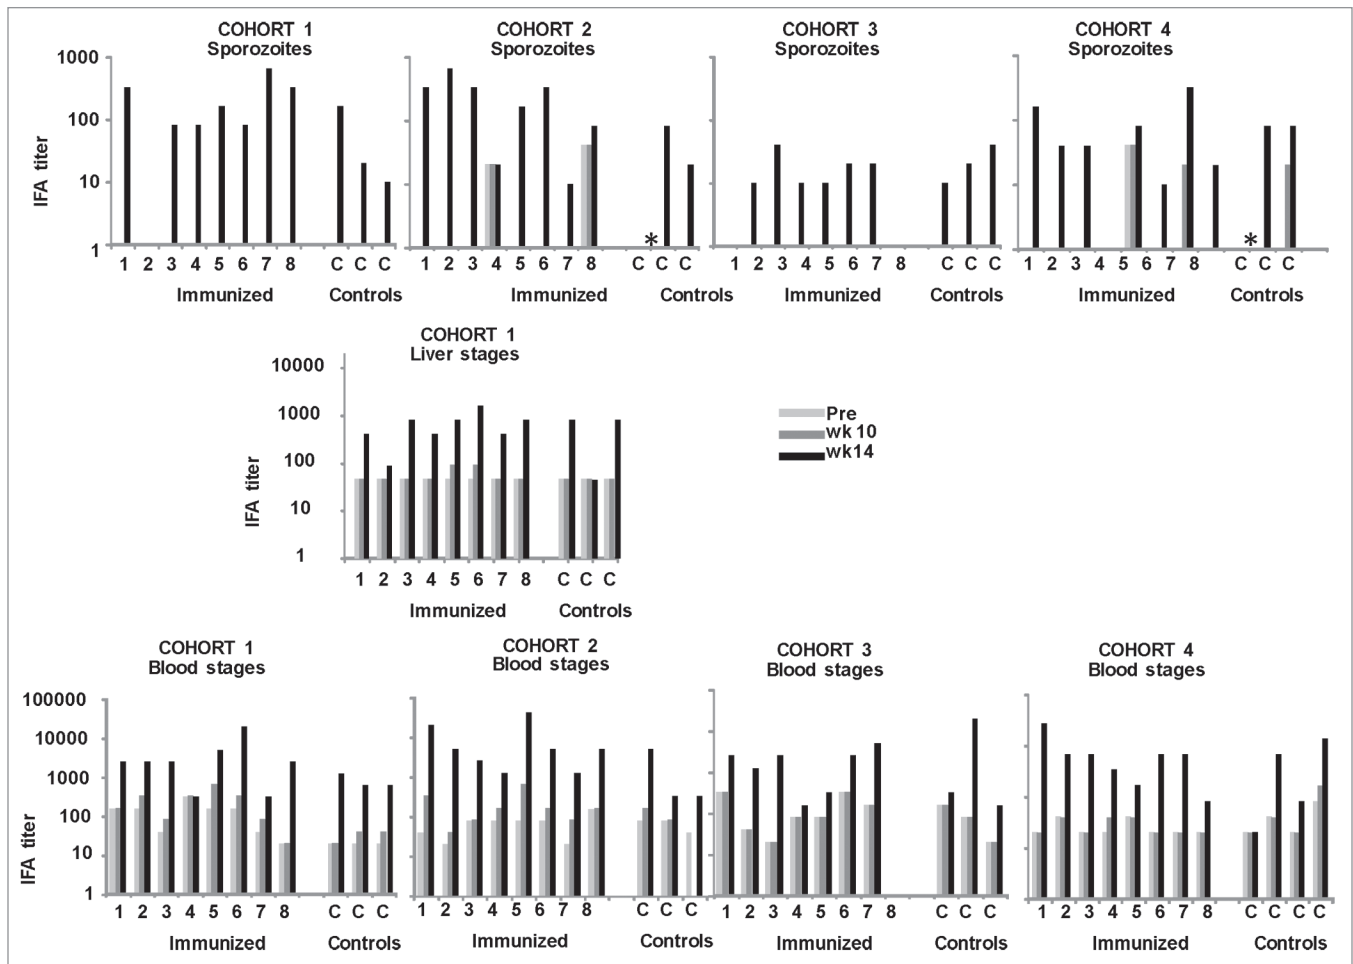 COHORT 1 COHORT 2 COHORT 3 COHORT 4
Sporozoites Sporozoites Sporozoites Sporozoites
1000
100
10
1
IFA titer
* *
1 2 3 4 5 6 7 8 C C C 1 2 3 4 5 6 7 8 C C C 1 2 3 4 5 6 7 8 C C C 1 2 3 4 5 6 7 8 C C C
Immunized Controls Immunized Controls Immunized Controls Immunized Controls
COHORT 1
Liver stages
10000
1000
100
10
1
IFA titer
1 2 3 4 5 6 7 8 C C C
Immunized Controls
Pre
wk 10
wk14
COHORT 1 COHORT 2 COHORT 3 COHORT 4
Blood stages Blood stages Blood stages Blood stages
100000
10000
1000
100
10
1
IFA titer
1 2 3 4 5 6 7 8 C C C 1 2 3 4 5 6 7 8 C C C 1 2 3 4 5 6 7 8 C C C 1 2 3 4 5 6 7 8 C C C C
Immunized Controls Immunized Controls Immunized Controls Immunized Controls